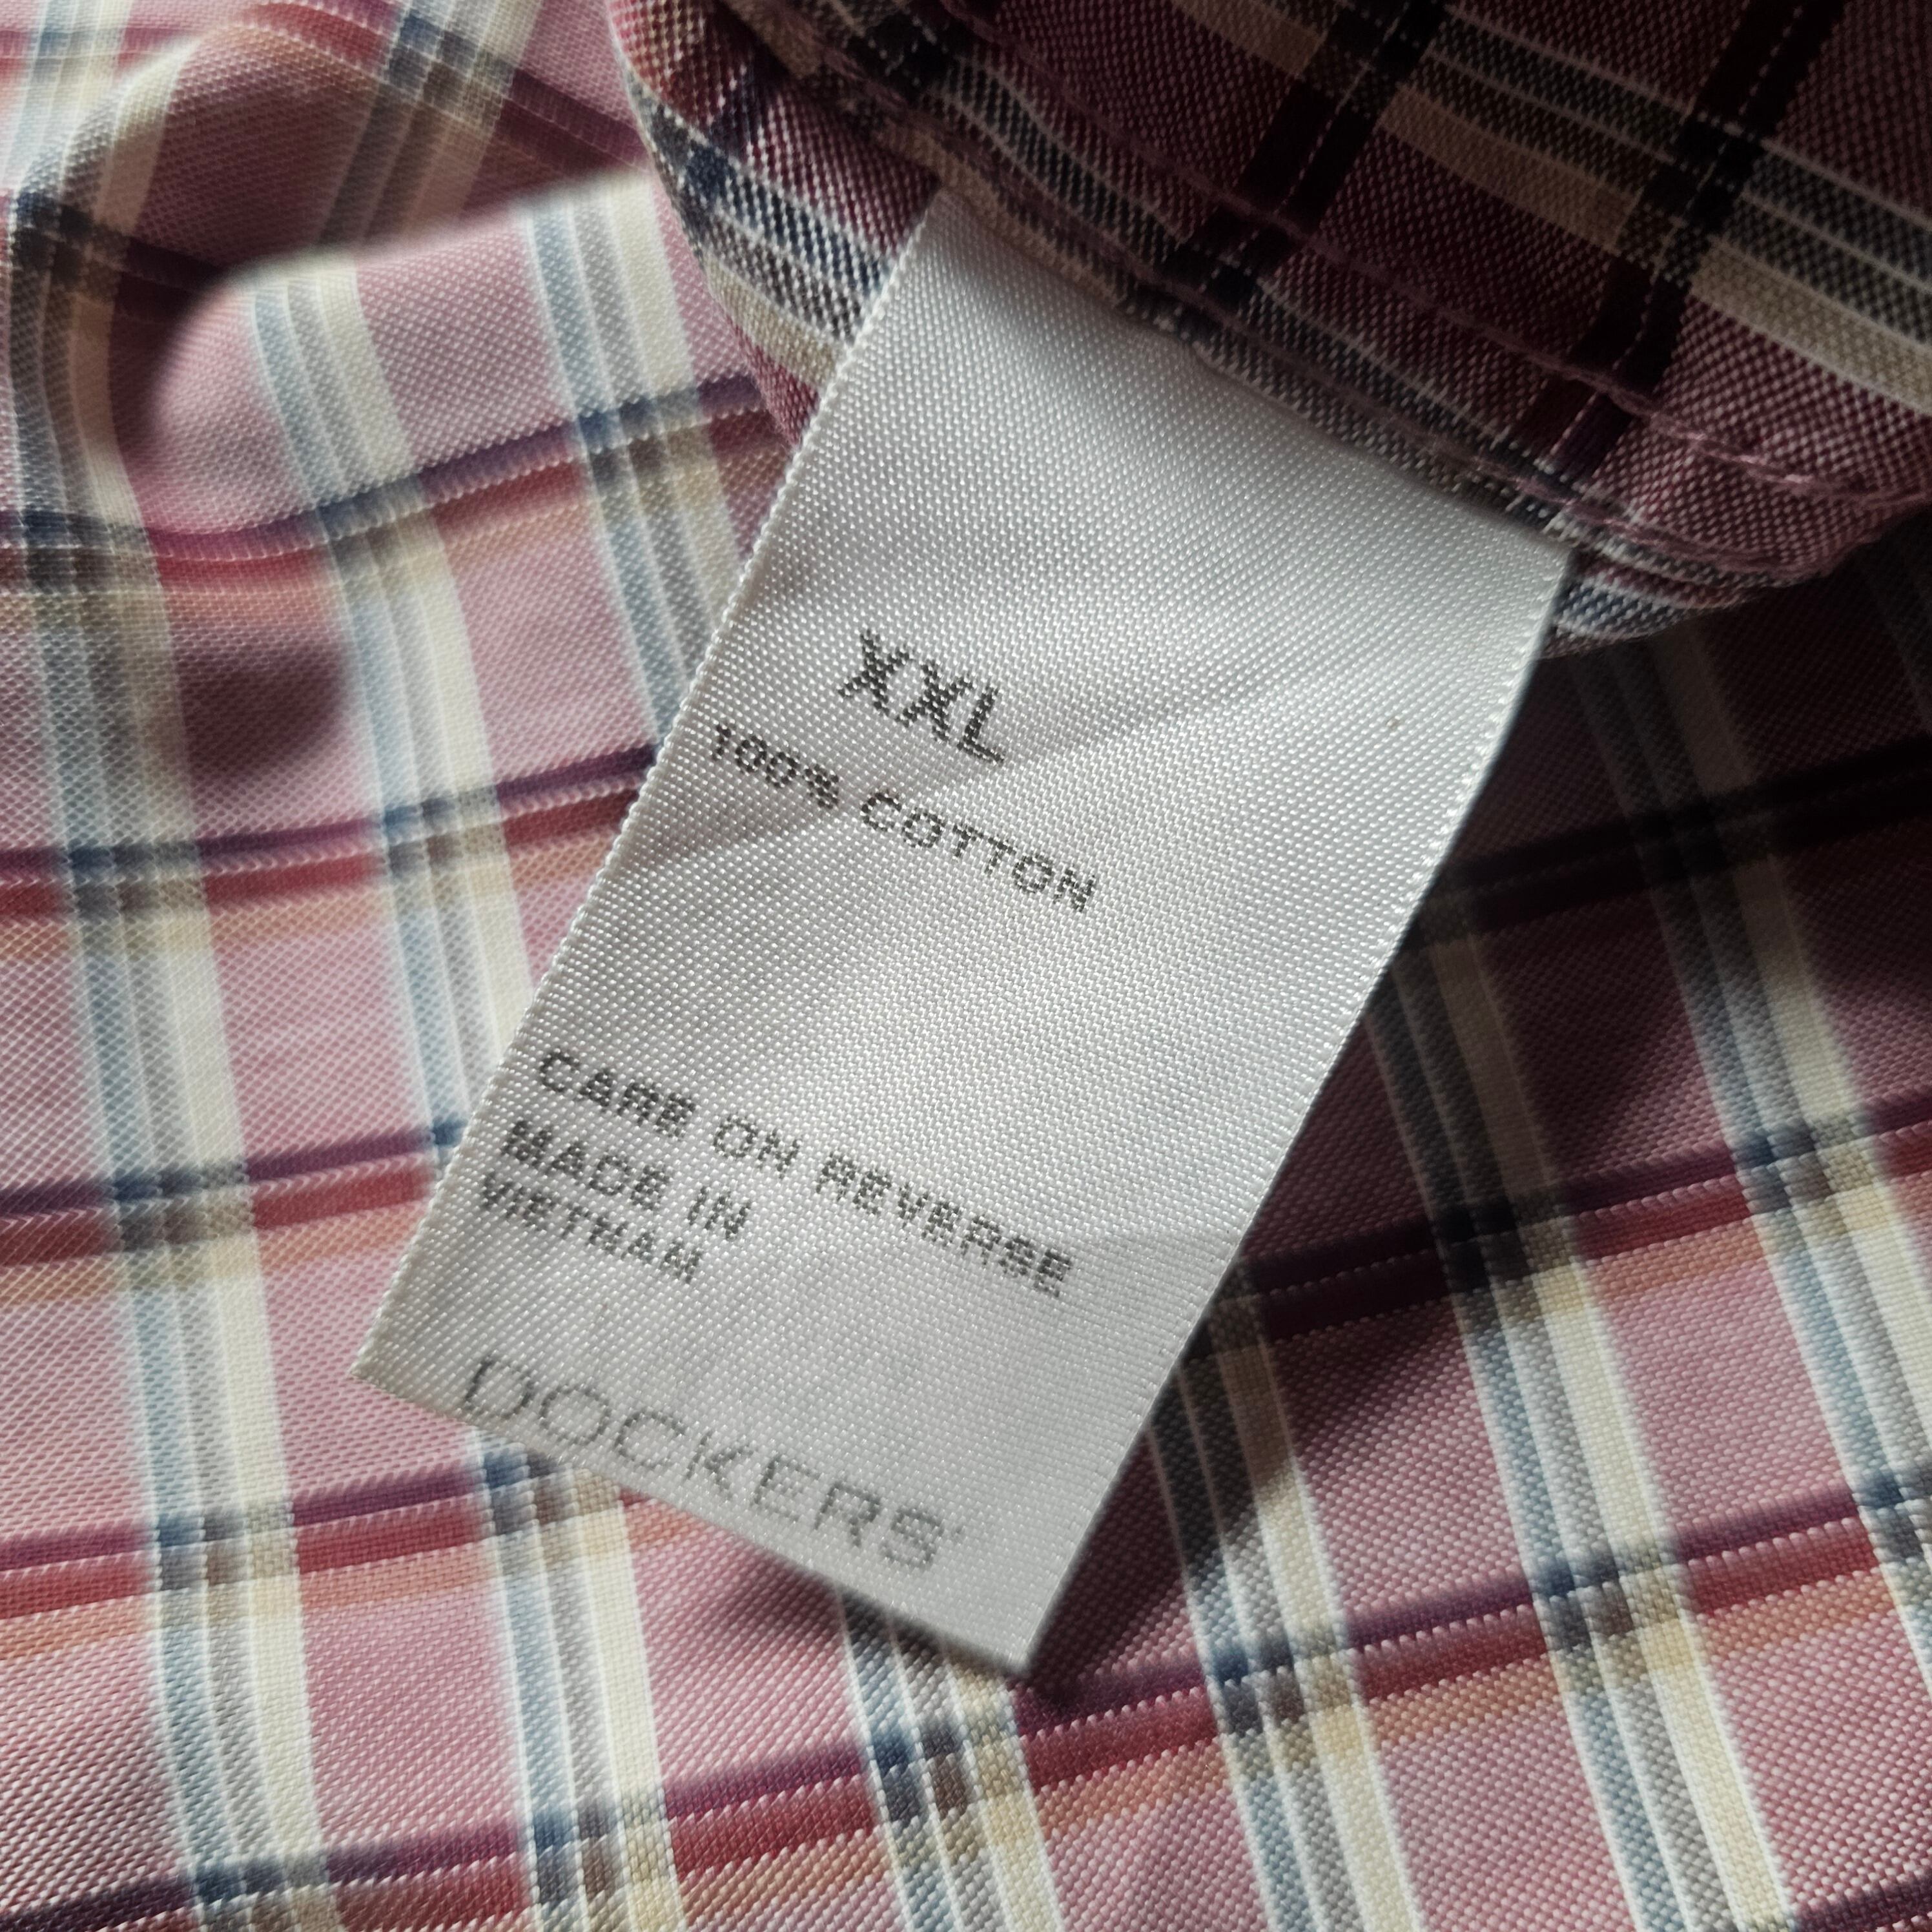 XXL
100% COTTON
CARE ON REVERSE
MADE IN
VIETNAM
DOCKERS